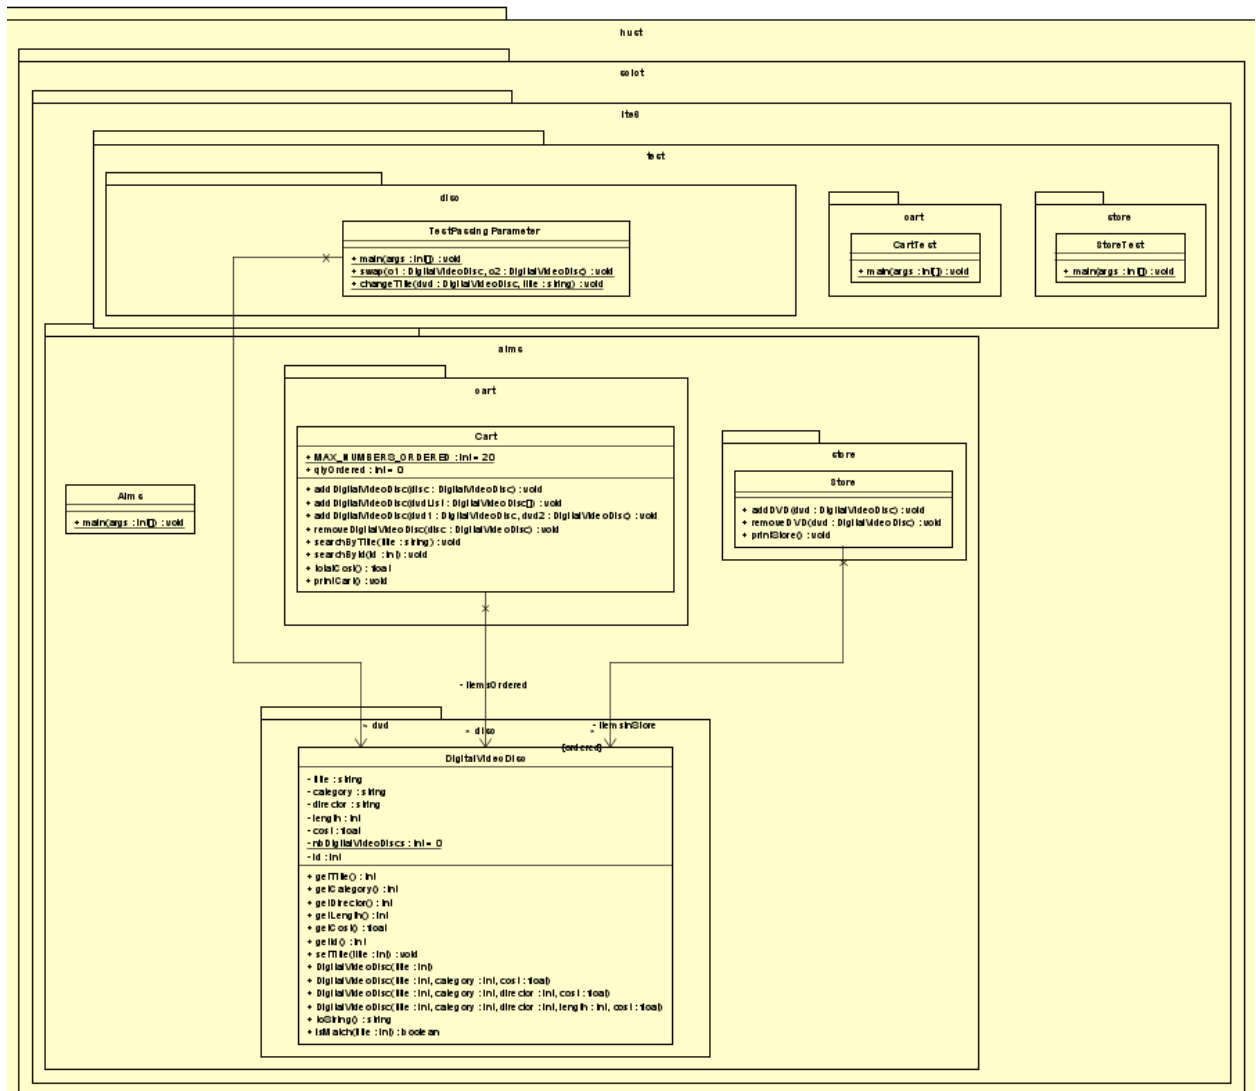 hust
solot
ite6
test
disc
TestPassingParameter
+ main(args : int[]) : void
+ swap(o1 : DigitalVideoDisc, o2 : DigitalVideoDisc) : void
+ changeTitle(dvd : DigitalVideoDisc, title : string) : void
cart
CartTest
+ main(args : int[]) : void
store
StoreTest
+ main(args : int[]) : void
aims
Aims
+ main(args : int[]) : void
cart
Cart
+ MAX_NUMBERS_ORDERED : int = 20
+ qtyOrdered : int = 0
+ addDigitalVideoDisc(disc : DigitalVideoDisc) : void
+ addDigitalVideoDisc(dvdList : DigitalVideoDisc[]) : void
+ addDigitalVideoDisc(dvd1 : DigitalVideoDisc, dvd2 : DigitalVideoDisc) : void
+ removeDigitalVideoDisc(disc : DigitalVideoDisc) : void
+ searchByTitle(title : string) : void
+ searchById(id : int) : void
+ totalCost() : float
+ printCart() : void
store
Store
+ addDVD(dvd : DigitalVideoDisc) : void
+ removeDVD(dvd : DigitalVideoDisc) : void
+ printStore() : void
- itemsOrdered
- dvd
* disc
- itemsInStore
*
{ordered}
DigitalVideoDisc
- title : string
- category : string
- director : string
- length : int
- cost : float
- nbDigitalVideoDiscs : int = 0
- id : int
+ getTitle() : int
+ getCategory() : int
+ getDirector() : int
+ getLength() : int
+ getCost() : float
+ getId() : int
+ setTitle(title : int) : void
+ DigitalVideoDisc(title : int)
+ DigitalVideoDisc(title : int, category : int, cost : float)
+ DigitalVideoDisc(title : int, category : int, director : int, cost : float)
+ DigitalVideoDisc(title : int, category : int, director : int, length : int, cost : float)
+ toString() : string
+ isMatch(title : int) : boolean